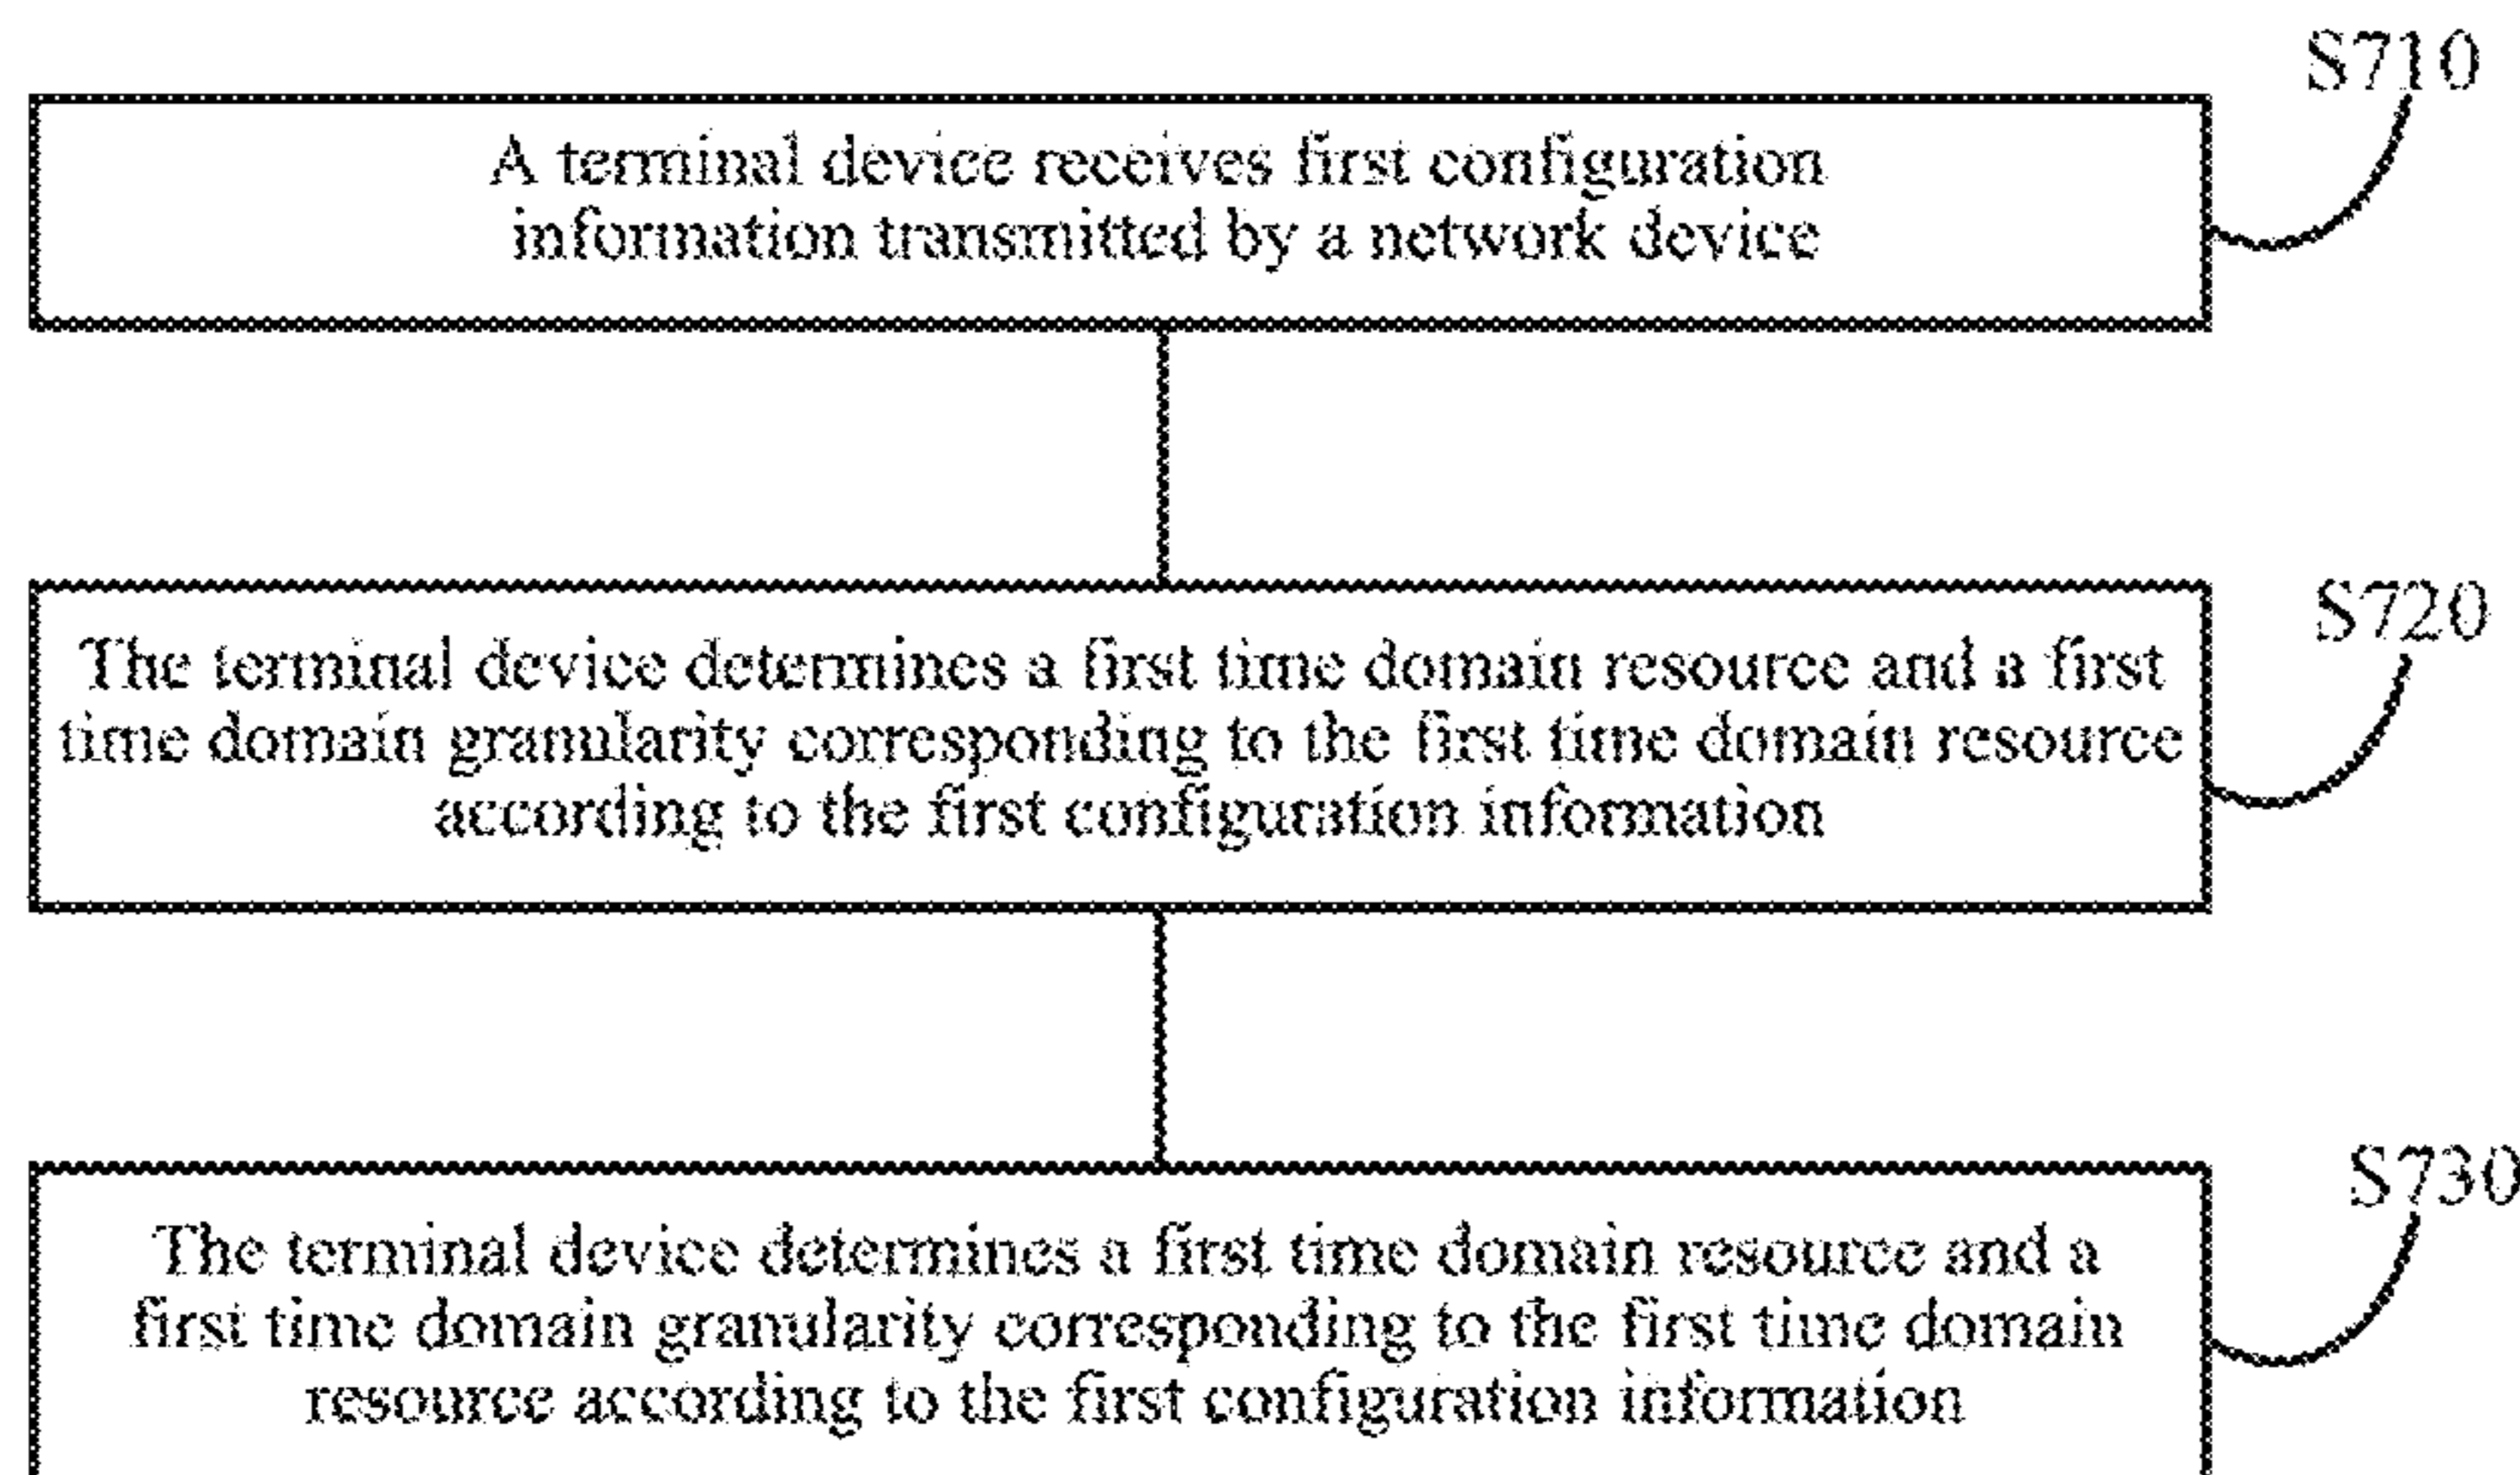 S710
A terminal device receives first configuration
information transmitted by a network device
S720
The terminal device determines a first time domain resource and a first
time domain granularity corresponding to the first time domain resource
according to the first configuration information
S730
The terminal device determines a first time domain resource and a
first time domain granularity corresponding to the first time domain
resource according to the first configuration information